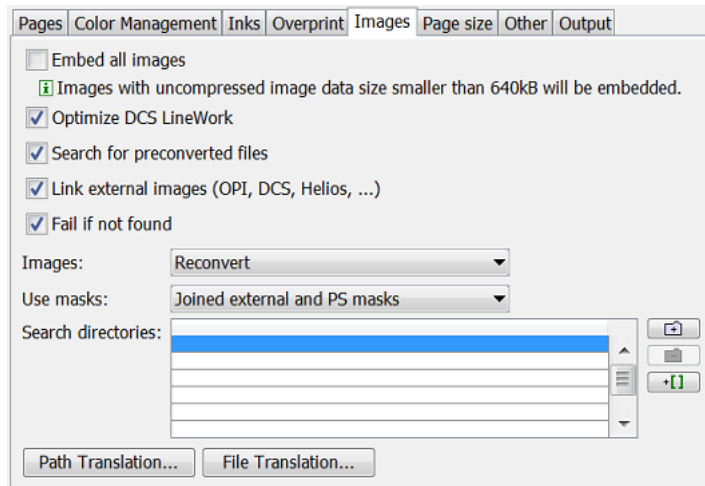 Pages Color Management Inks Overprint Images Page size Other Output
Embed all images
Images with uncompressed image data size smaller than 640kB will be embedded.
Optimize DCS LineWork
Search for preconverted files
Link external images (OPI, DCS, Helios, ...)
Fail if not found
Images: Reconvert
Use masks: Joined external and PS masks
Search directories:
Path Translation... File Translation...